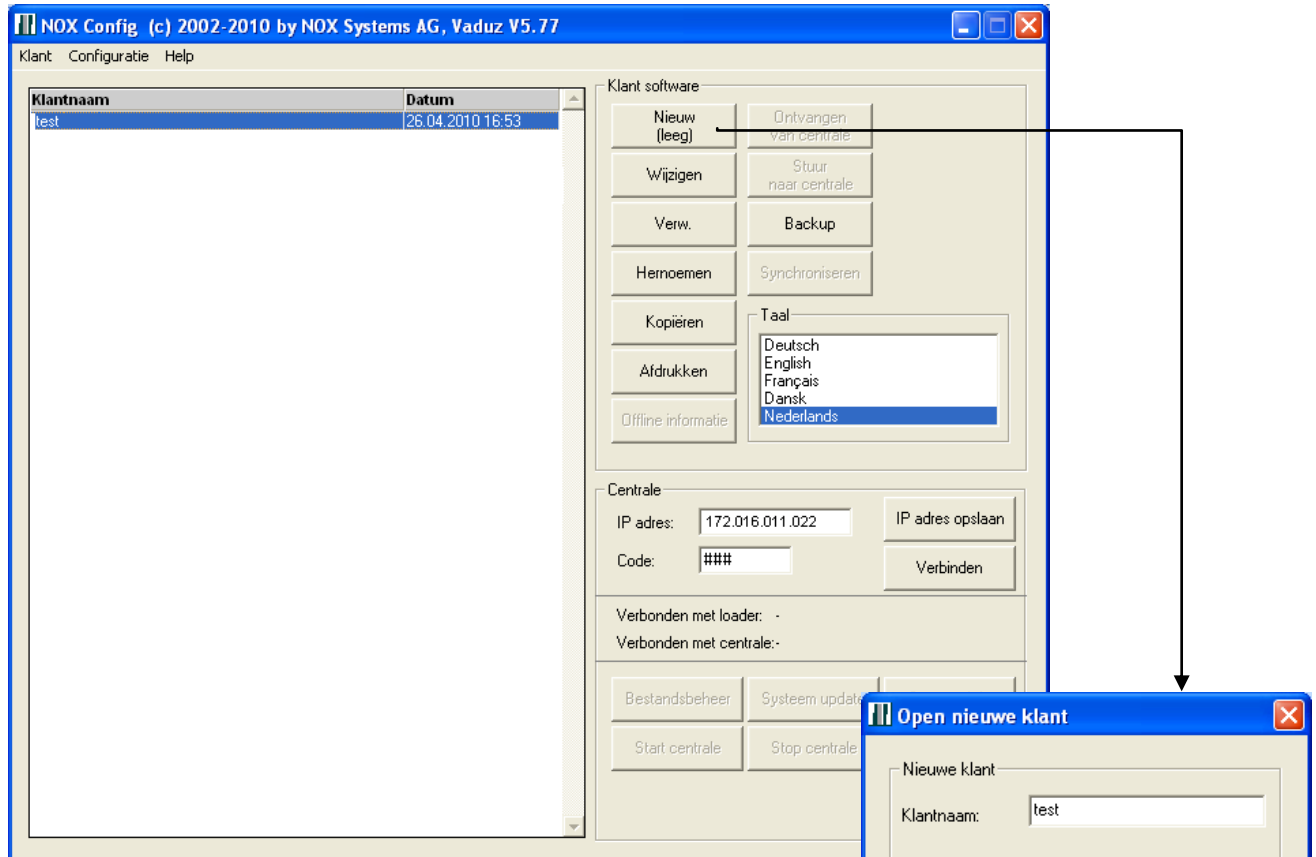 NOX Config (c) 2002-2010 by NOX Systems AG, Vaduz V5.77
Klant Configuratie Help
Klantnaam Datum
test 26.04.2010 16:53
Klant software
Nieuw
(leeg)
Ontvangen
van centrale
Wijzigen
Stuur
naar centrale
Verw.
Backup
Hernoemen
Synchroniseren
Kopiëren
Afdrukken
Offline informatie
Taal
Deutsch
English
Français
Dansk
Nederlands
Centrale
IP adres: 172.016.011.022
IP adres opslaan
Code: ###
Verbinden
Verbonden met loader: -
Verbonden met centrale:-
Bestandsbeheer
Systeem update
Start centrale
Stop centrale
Open nieuwe klant
Nieuwe klant
Klantnaam: test